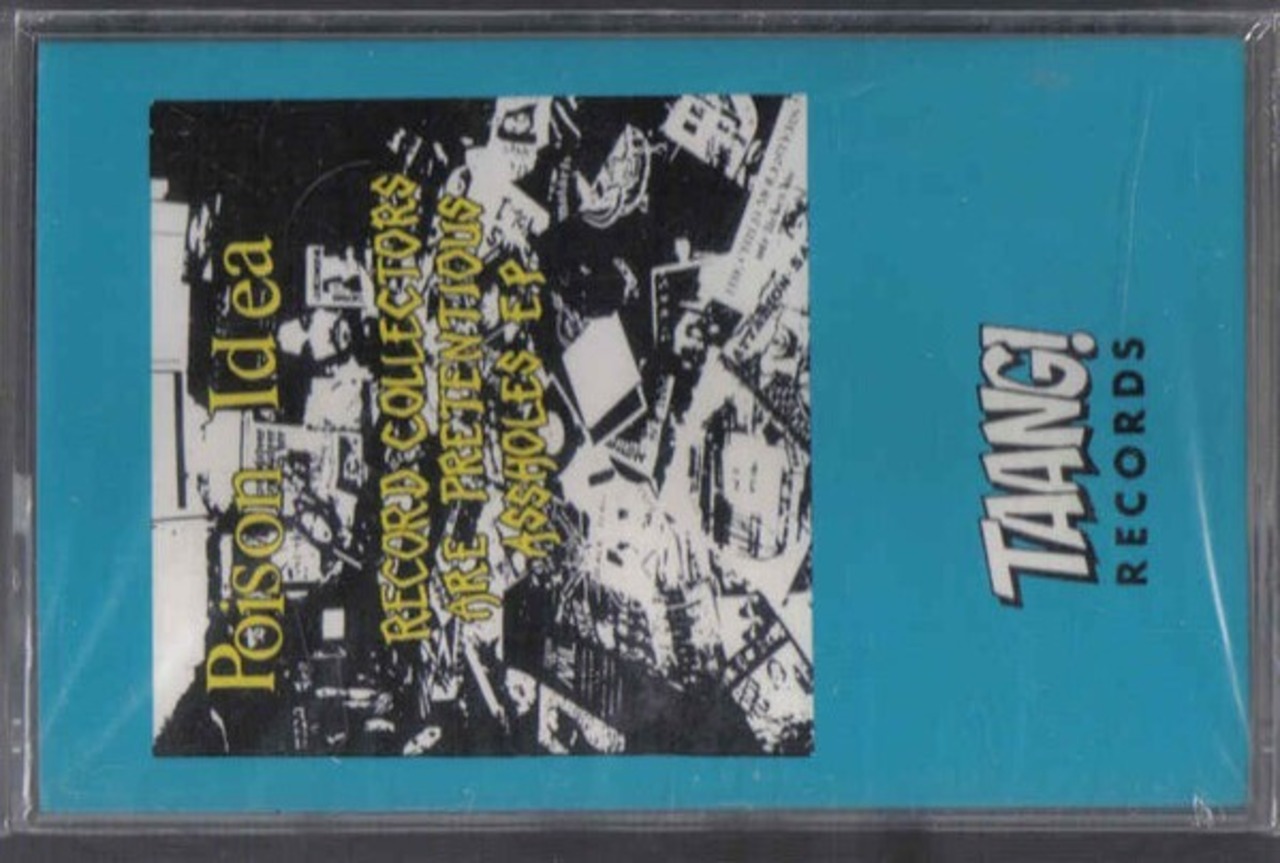 Poison Idea
RECORD COLLECTORS
ARE PRETENTIOUS
ASSHOLES EP
TAANG!
RECORDS